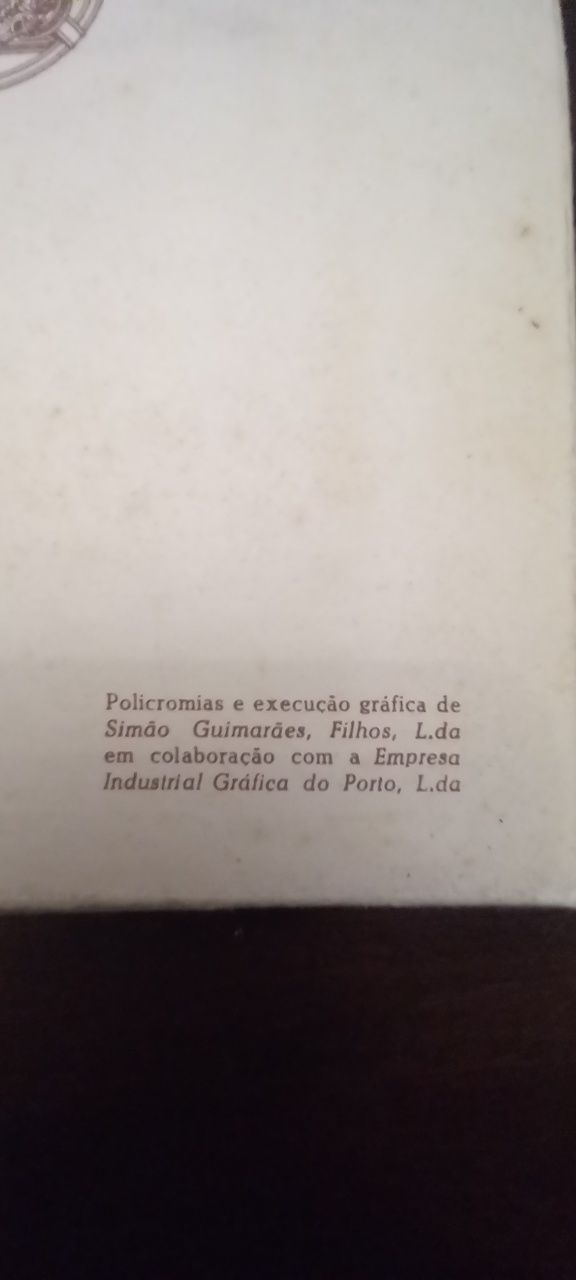 Policromias e execução gráfica de
Simão Guimarães, Filhos, L.da
em colaboração com a Empresa
Industrial Gráfica do Porto, L.da